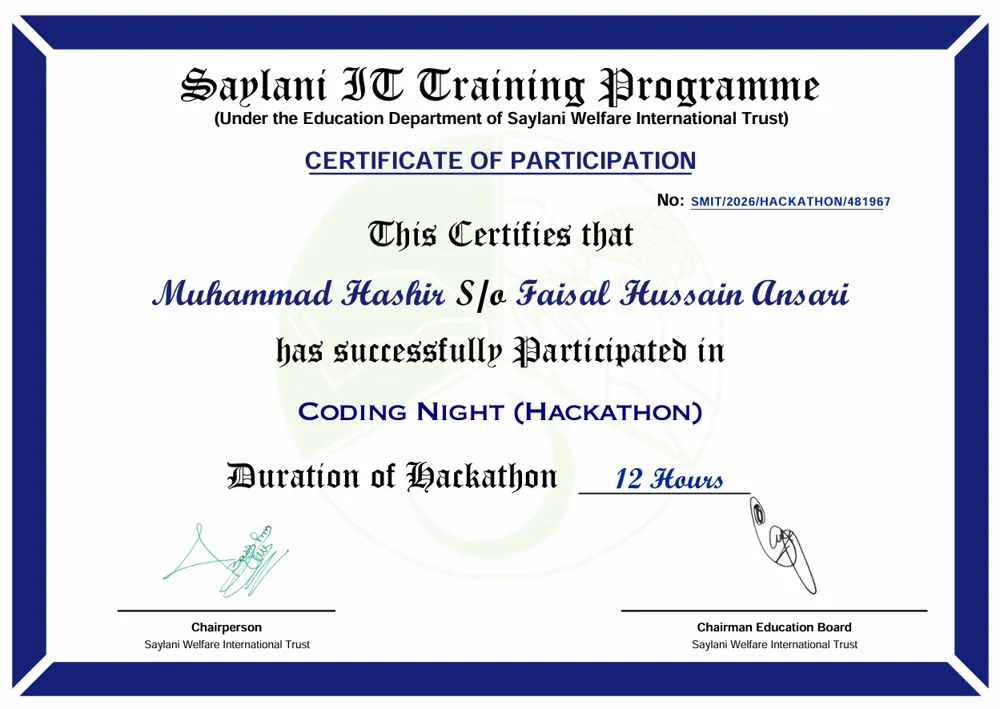 Saylani IT Training Programme
(Under the Education Department of Saylani Welfare International Trust)
CERTIFICATE OF PARTICIPATION
No: SMIT/2026/HACKATHON/481967
This Certifies that
Muhammad Hashir S/o Faisal Hussain Ansari
has successfully Participated in
Coding Night (Hackathon)
Duration of Hackathon 12 Hours
Chairperson
Saylani Welfare International Trust
Chairman Education Board
Saylani Welfare International Trust